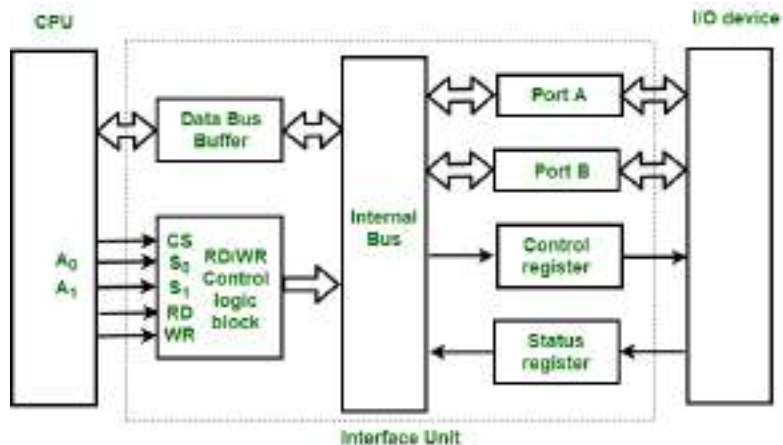 CPU
I/O device
Data Bus
Buffer
Port A
Port B
Internal
Bus
A0
A1
CS
S0
S1
RD
WR
RD/WR
Control
logic
block
Control
register
Status
register
Interface Unit